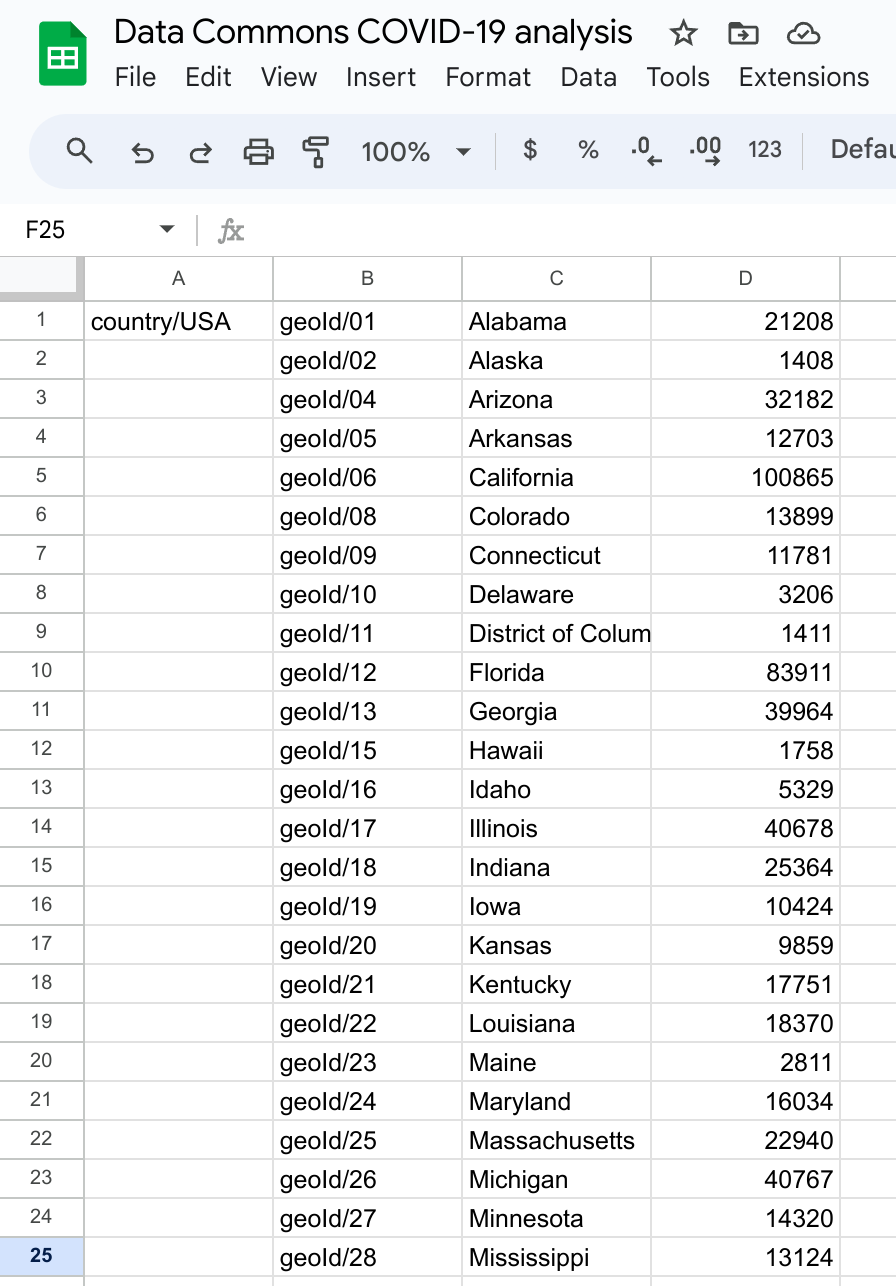 Data Commons COVID-19 analysis
File Edit View Insert Format Data Tools Extensions
100% $ % .0 .00 123 Defau
F25 fx
A B C D
1 country/USA geoId/01 Alabama 21208
2 geoId/02 Alaska 1408
3 geoId/04 Arizona 32182
4 geoId/05 Arkansas 12703
5 geoId/06 California 100865
6 geoId/08 Colorado 13899
7 geoId/09 Connecticut 11781
8 geoId/10 Delaware 3206
9 geoId/11 District of Colum 1411
10 geoId/12 Florida 83911
11 geoId/13 Georgia 39964
12 geoId/15 Hawaii 1758
13 geoId/16 Idaho 5329
14 geoId/17 Illinois 40678
15 geoId/18 Indiana 25364
16 geoId/19 Iowa 10424
17 geoId/20 Kansas 9859
18 geoId/21 Kentucky 17751
19 geoId/22 Louisiana 18370
20 geoId/23 Maine 2811
21 geoId/24 Maryland 16034
22 geoId/25 Massachusetts 22940
23 geoId/26 Michigan 40767
24 geoId/27 Minnesota 14320
25 geoId/28 Mississippi 13124